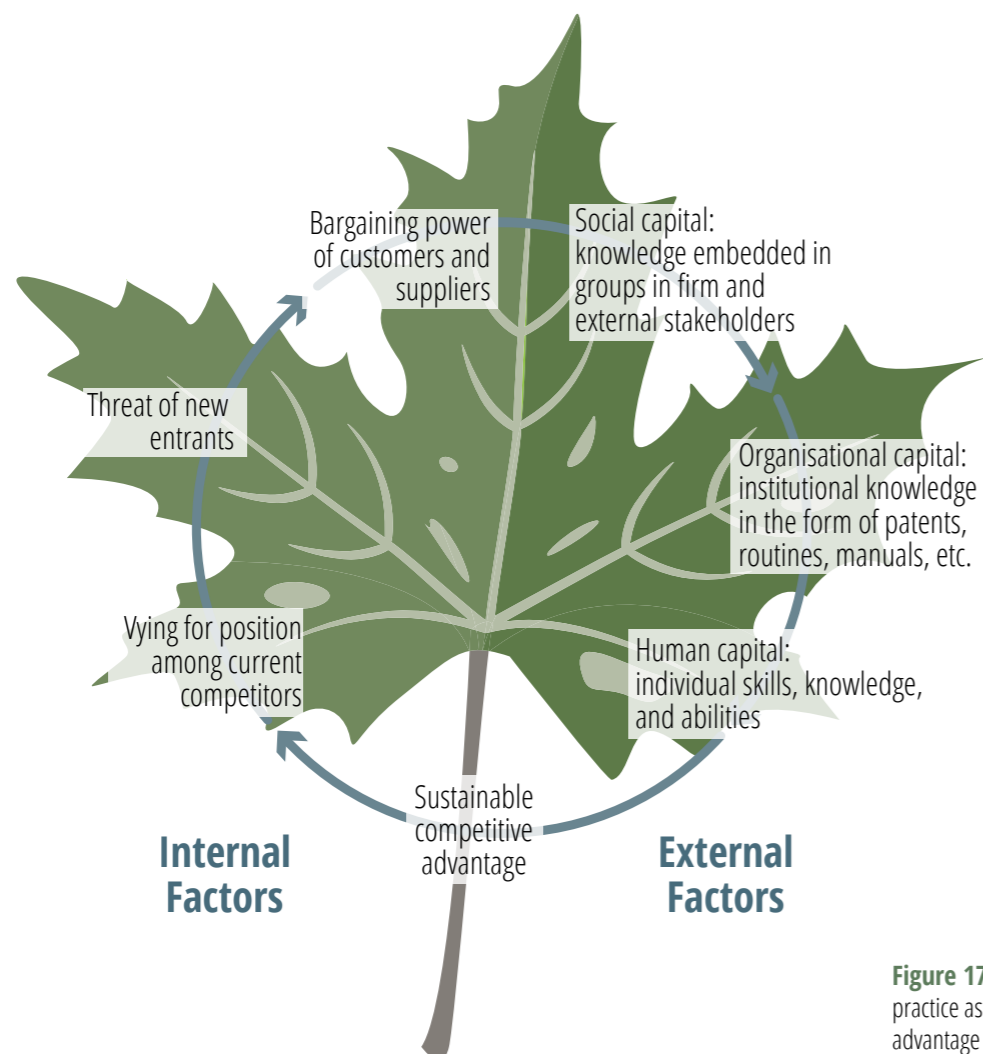 Bargaining power
of customers and
suppliers
Social capital:
knowledge embedded in
groups in firm and
external stakeholders
Threat of new
entrants
Organisational capital:
institutional knowledge
in the form of patents,
routines, manuals, etc.
Vying for position
among current
competitors
Human capital:
individual skills, knowledge,
and abilities
Sustainable
competitive
advantage
Internal
Factors
External
Factors
Figure 17
practice as
advantage